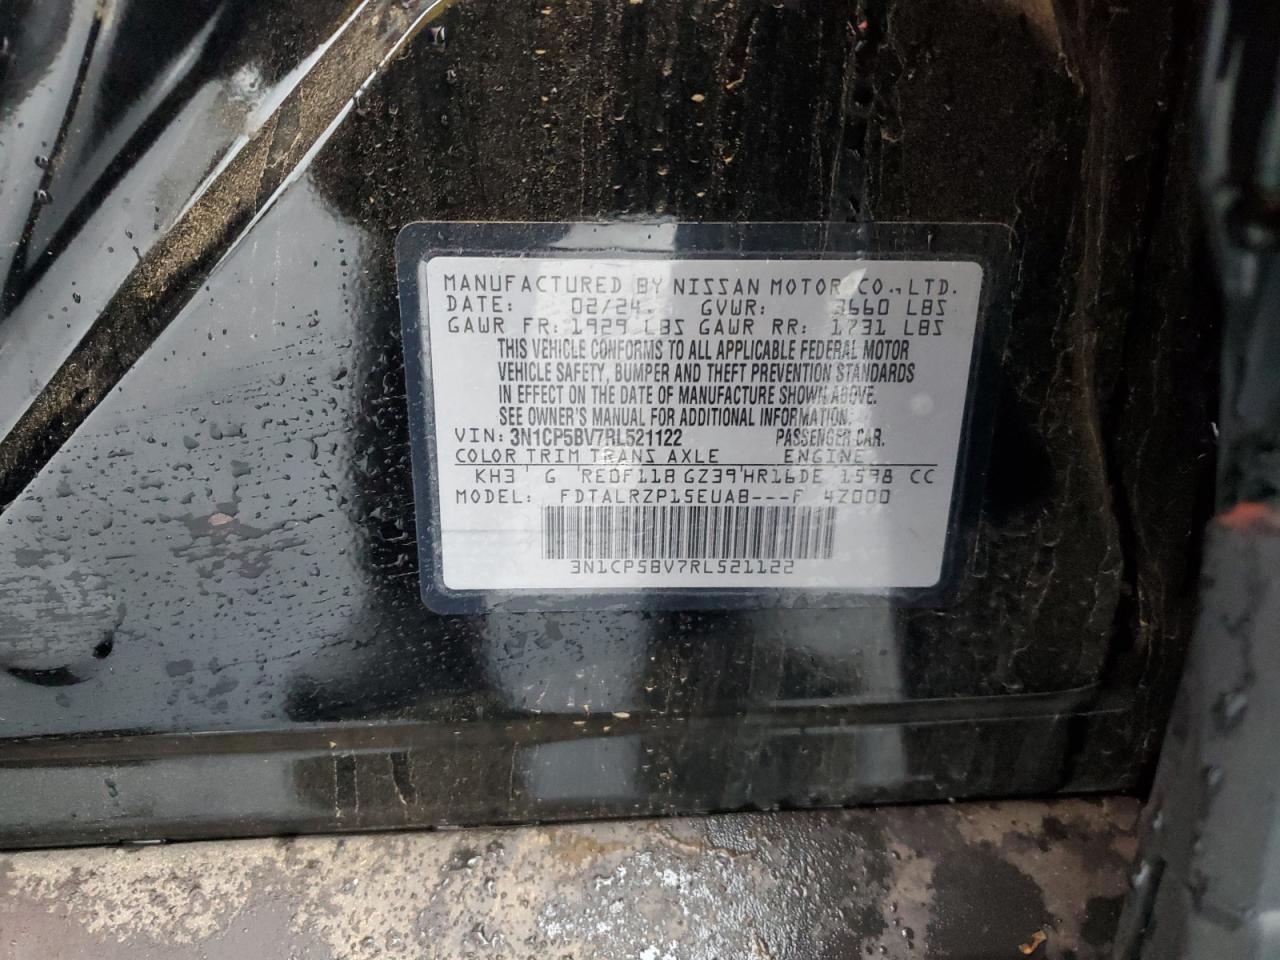 MANUFACTURED BY NISSAN MOTOR CO.,LTD.
DATE: 02/24 GVWR: 3660 LBS
GAWR FR: 1929 LBS GAWR RR: 1731 LBS
THIS VEHICLE CONFORMS TO ALL APPLICABLE FEDERAL MOTOR
VEHICLE SAFETY, BUMPER AND THEFT PREVENTION STANDARDS
IN EFFECT ON THE DATE OF MANUFACTURE SHOWN ABOVE.
SEE OWNER'S MANUAL FOR ADDITIONAL INFORMATION.
VIN: 3N1CP5BV7RL521122 PASSENGER CAR.
COLOR TRIM TRANS AXLE ENGINE
KH3 G RE0F11B GZ39 HR16DE 1598 CC
MODEL: FDTALRZP15EUAB---F 4Z000
3N1CP5BV7RL521122